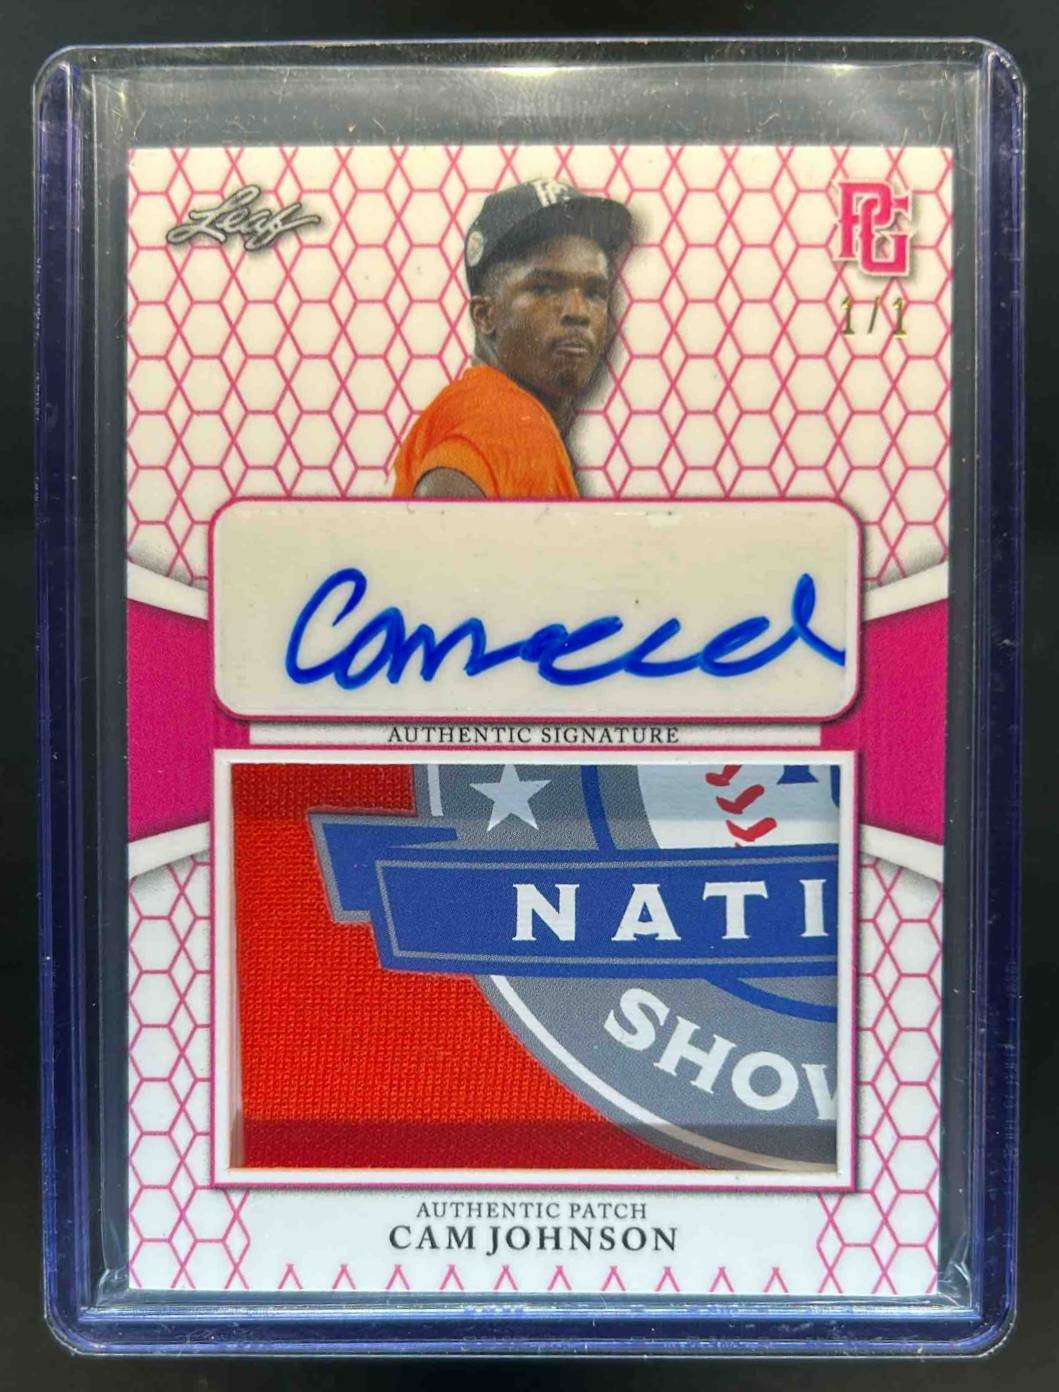 Leaf
PG
1/1
AUTHENTIC SIGNATURE
NATI
SHOW
AUTHENTIC PATCH
CAM JOHNSON